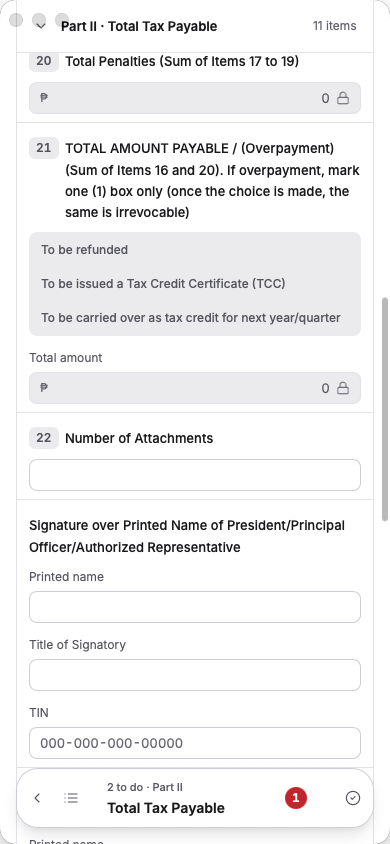 Part II · Total Tax Payable
11 items
20 Total Penalties (Sum of Items 17 to 19)
₱ 0
21 TOTAL AMOUNT PAYABLE / (Overpayment)
(Sum of Items 16 and 20). If overpayment, mark
one (1) box only (once the choice is made, the
same is irrevocable)
To be refunded
To be issued a Tax Credit Certificate (TCC)
To be carried over as tax credit for next year/quarter
Total amount
₱ 0
22 Number of Attachments
Signature over Printed Name of President/Principal
Officer/Authorized Representative
Printed name
Title of Signatory
TIN
000-000-000-00000
2 to do · Part II
Total Tax Payable
1
Printed name